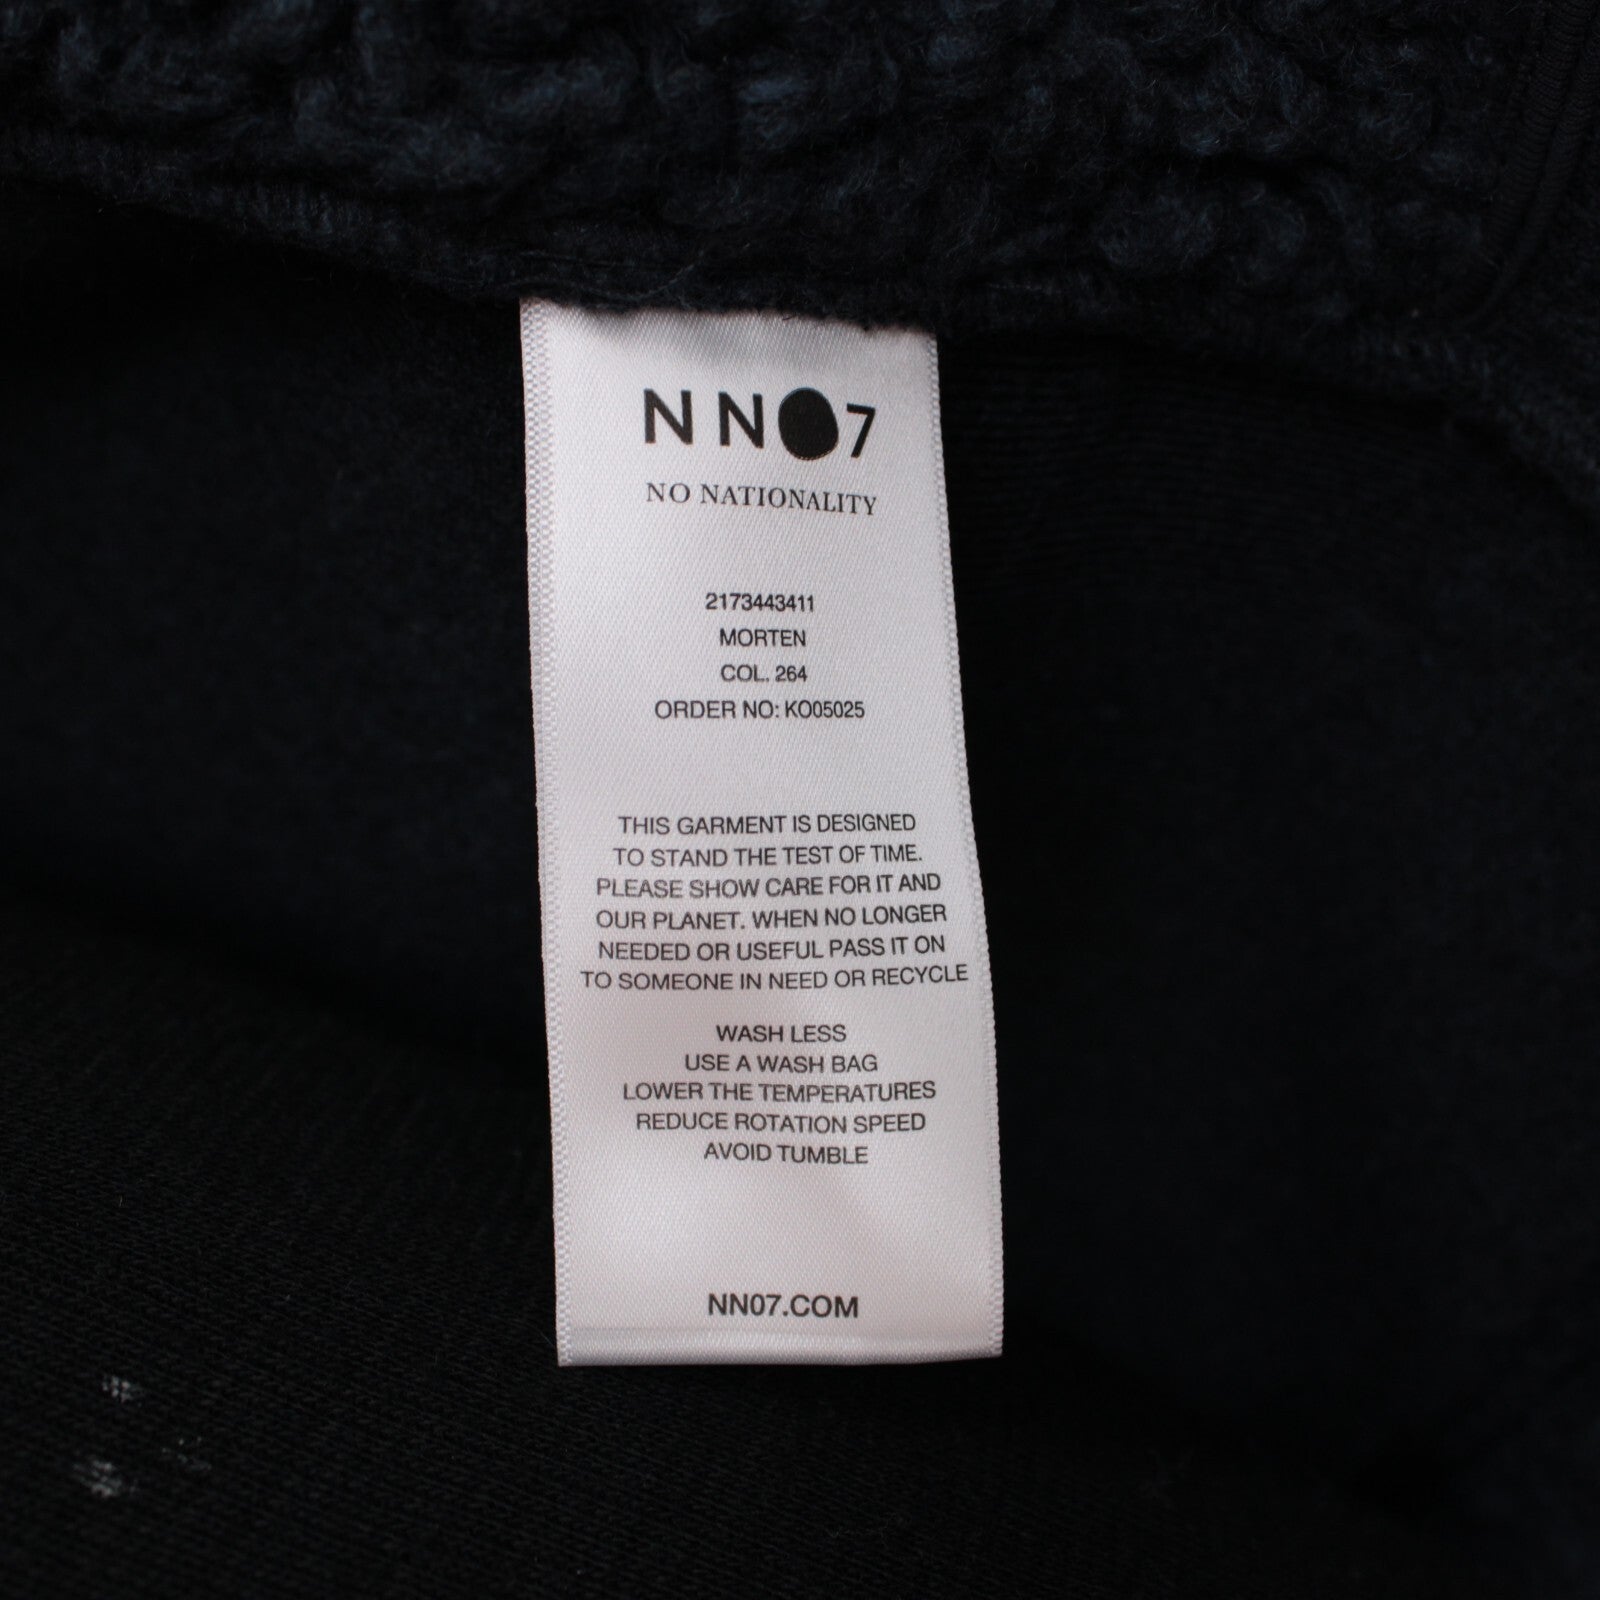 NN07
NO NATIONALITY
2173443411
MORTEN
COL. 264
ORDER NO: KO05025
THIS GARMENT IS DESIGNED
TO STAND THE TEST OF TIME.
PLEASE SHOW CARE FOR IT AND
OUR PLANET. WHEN NO LONGER
NEEDED OR USEFUL PASS IT ON
TO SOMEONE IN NEED OR RECYCLE
WASH LESS
USE A WASH BAG
LOWER THE TEMPERATURES
REDUCE ROTATION SPEED
AVOID TUMBLE
NN07.COM